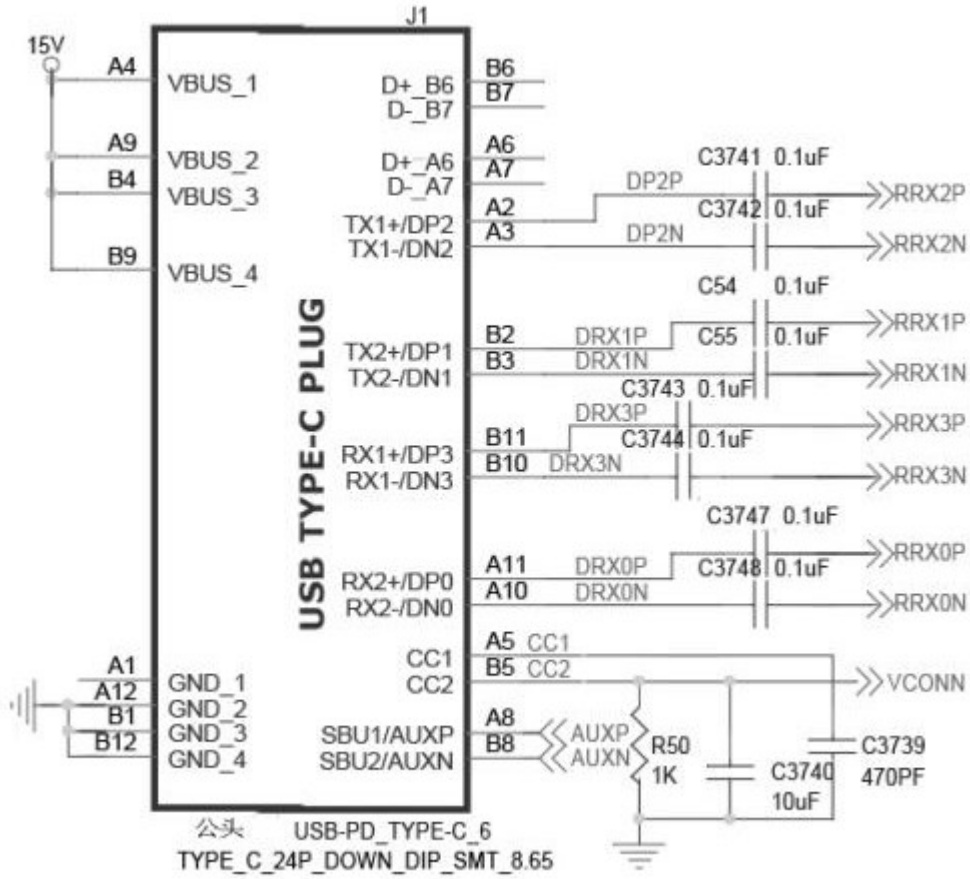 J1
15V
A4
VBUS_1
A9
VBUS_2
B4
VBUS_3
B9
VBUS_4
USB TYPE-C PLUG
A1
GND_1
A12
GND_2
B1
GND_3
B12
GND_4
D+_B6 B6
D-_B7 B7
D+_A6 A6
D-_A7 A7
TX1+/DP2 A2 DP2P C3741 0.1uF RRX2P
TX1-/DN2 A3 DP2N C3742 0.1uF RRX2N
TX2+/DP1 B2 DRX1P C54 0.1uF RRX1P
TX2-/DN1 B3 DRX1N C55 0.1uF RRX1N
RX1+/DP3 B11 DRX3P C3743 0.1uF RRX3P
RX1-/DN3 B10 DRX3N C3744 0.1uF RRX3N
RX2+/DP0 A11 DRX0P C3747 0.1uF RRX0P
RX2-/DN0 A10 DRX0N C3748 0.1uF RRX0N
CC1 A5 CC1
CC2 B5 CC2 VCONN
SBU1/AUXP A8 AUXP
SBU2/AUXN B8 AUXN
R50
1K
C3740
10uF
C3739
470PF
公头 USB-PD_TYPE-C_6
TYPE_C_24P_DOWN_DIP_SMT_8.65